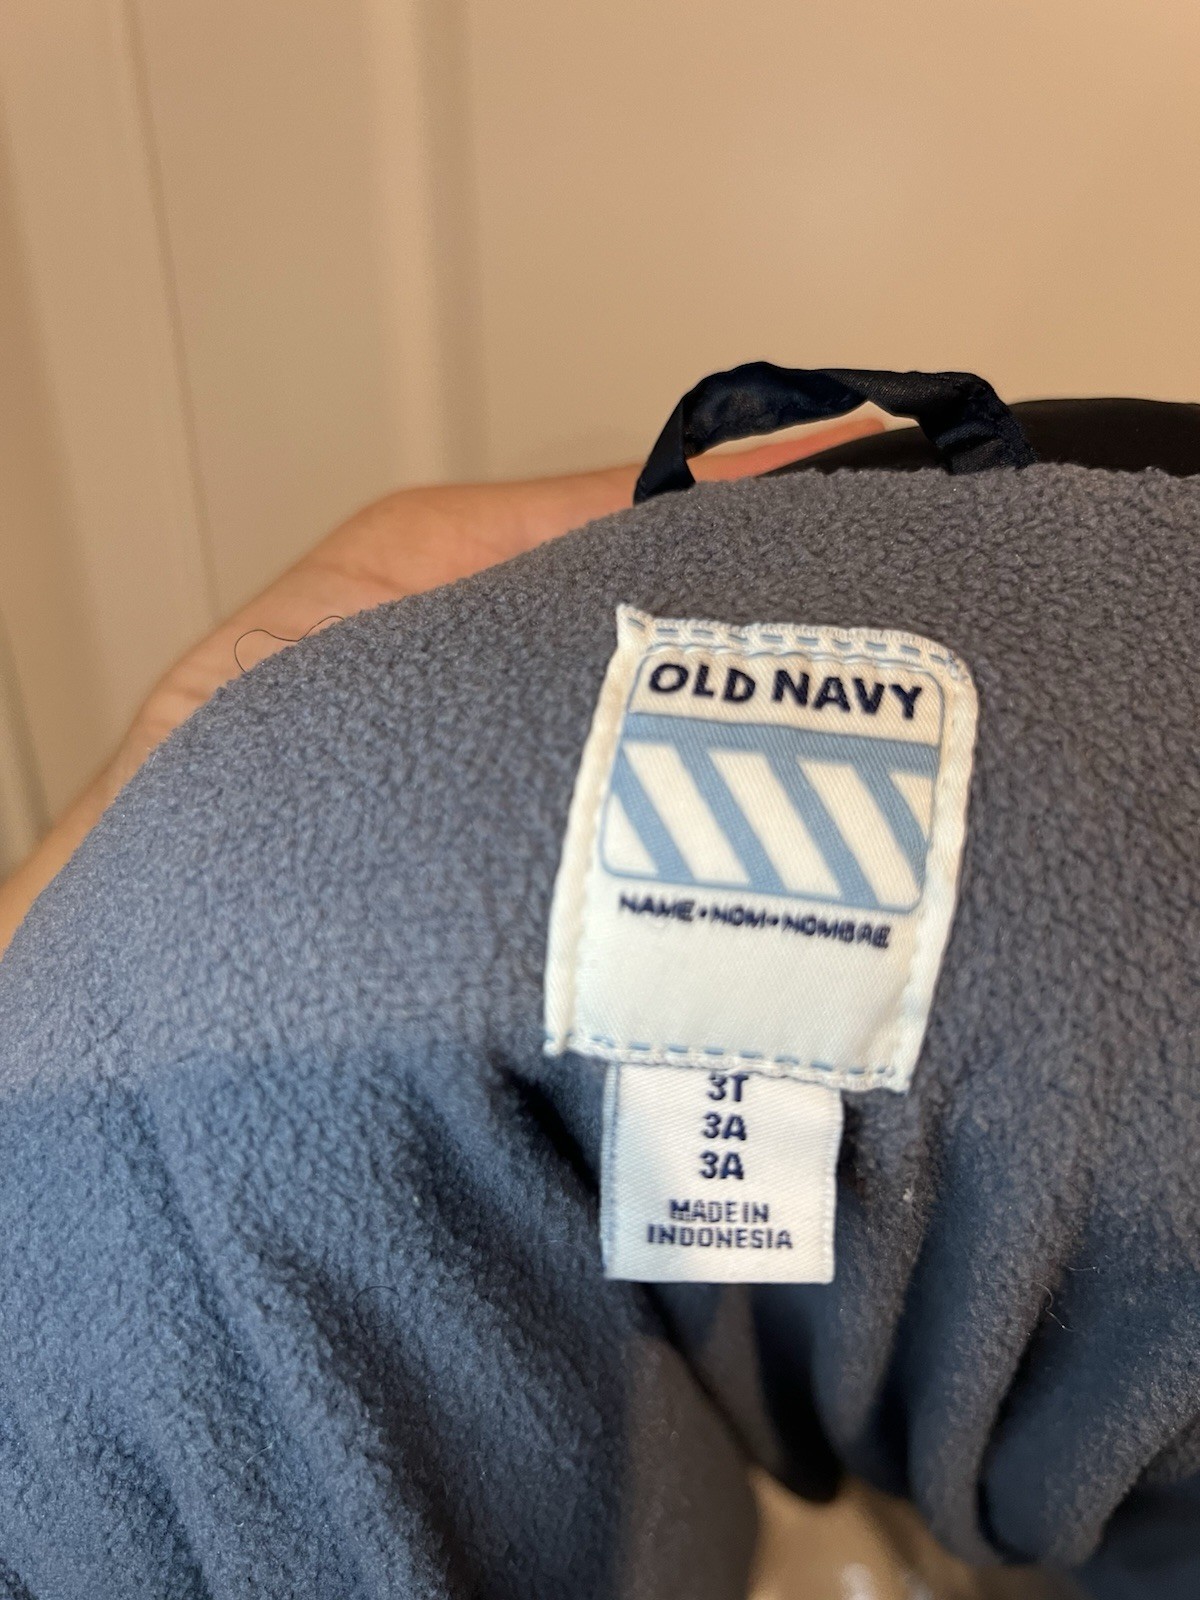 OLD NAVY
NAME•NOM•NOMBRE
3T
3A
3A
MADE IN
INDONESIA